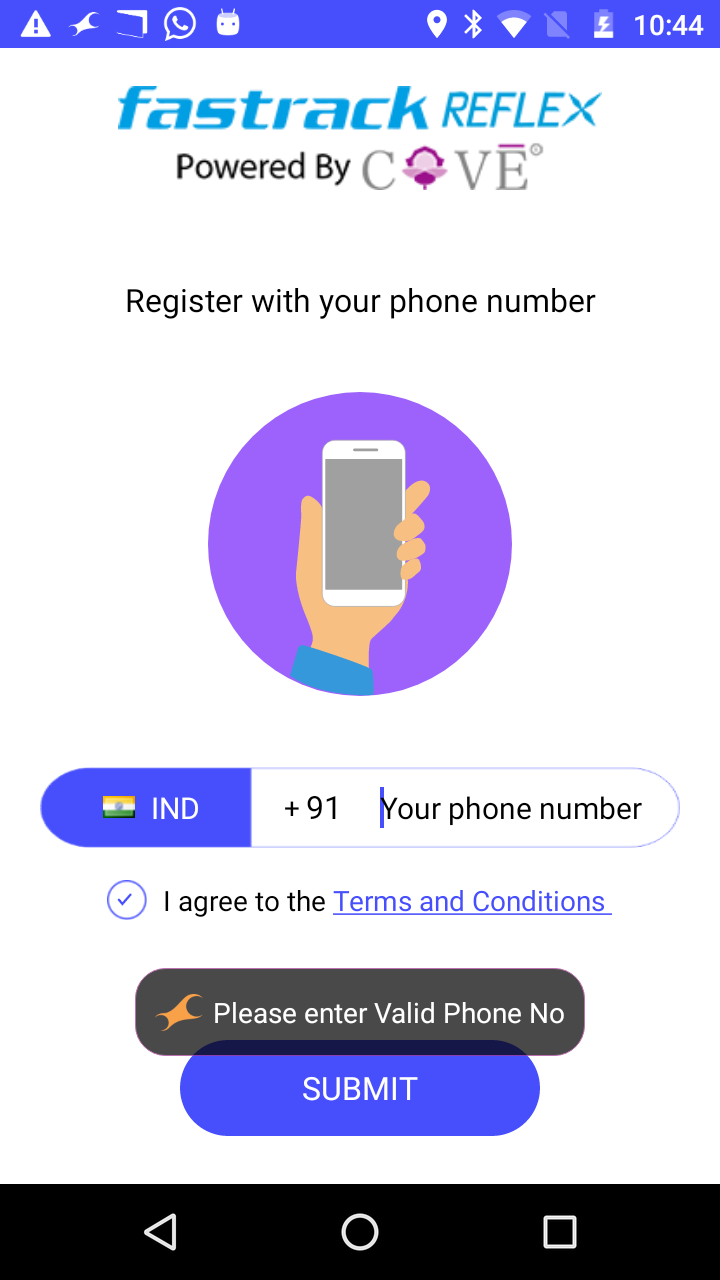 10:44
fastrack REFLEX
Powered By COVĒ®
Register with your phone number
IND + 91 Your phone number
I agree to the Terms and Conditions
Please enter Valid Phone No
SUBMIT